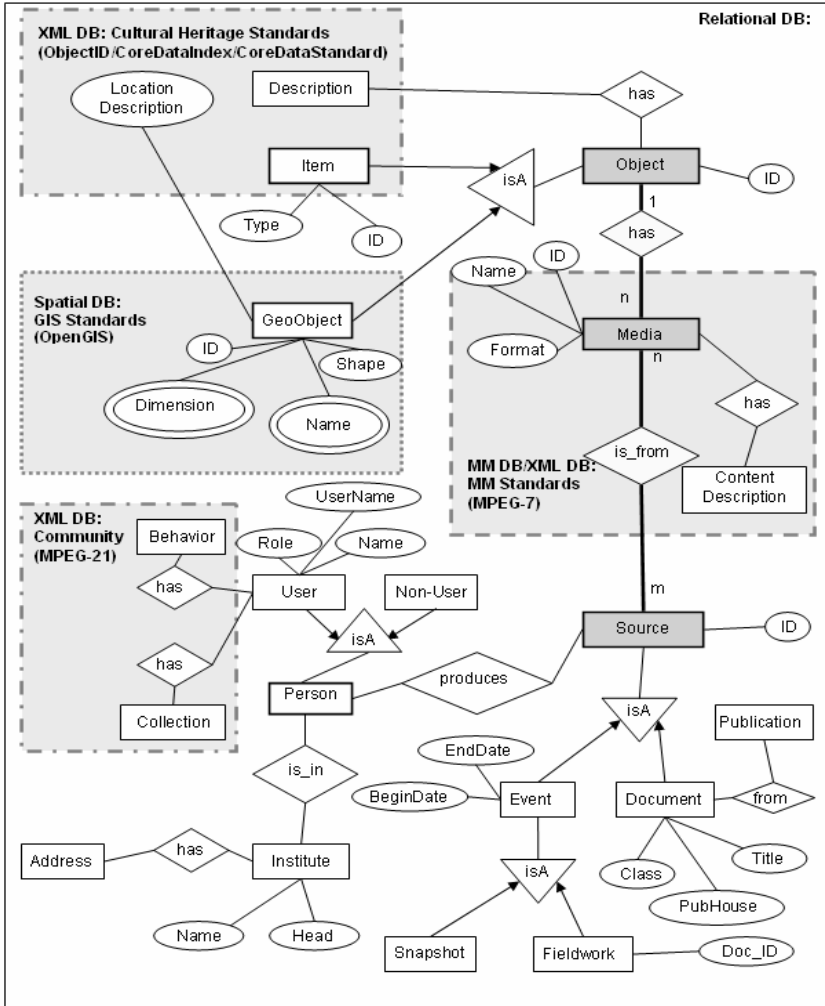 XML DB: Cultural Heritage Standards
(ObjectID/CoreDataIndex/CoreDataStandard)
Relational DB:
Location
Description
Description
has
Item
isA
Object
ID
Type
ID
1
has
Spatial DB:
GIS Standards
(OpenGIS)
GeoObject
ID
Shape
Dimension
Name
Name
ID
n
Format
Media
n
has
is_from
MM DB/XML DB:
MM Standards
(MPEG-7)
Content
Description
XML DB:
Community
(MPEG-21)
Behavior
UserName
Role
Name
has
User
Non-User
isA
has
Collection
Person
produces
m
Source
ID
isA
Publication
is_in
EndDate
BeginDate
Event
Document
from
Address
has
Institute
isA
Class
Title
PubHouse
Name
Head
Snapshot
Fieldwork
Doc_ID